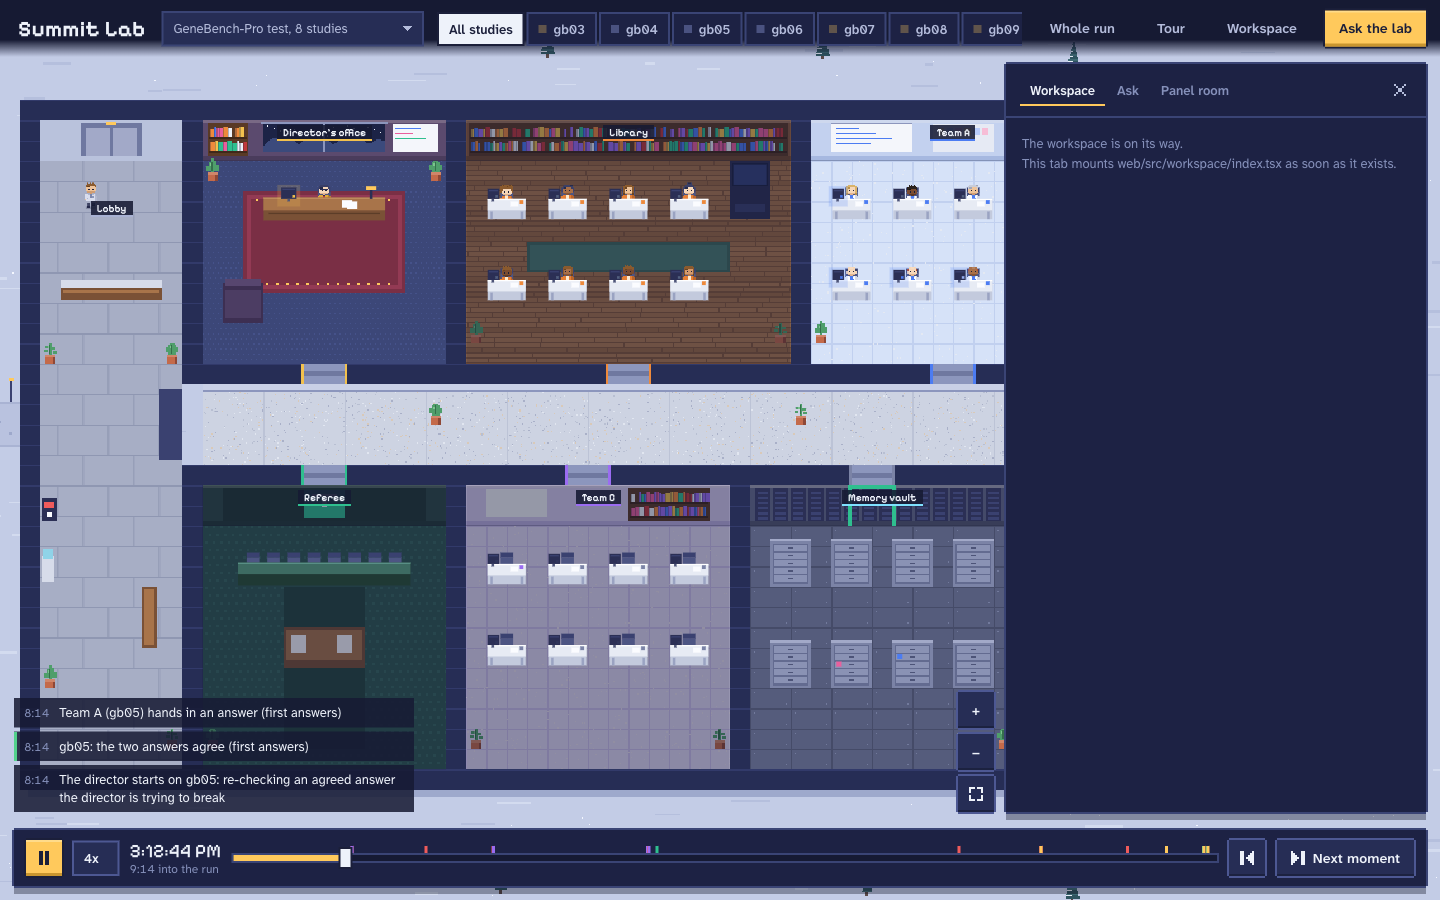 Summit Lab
GeneBench-Pro test, 8 studies
All studies
gb03
gb04
gb05
gb06
gb07
gb08
gb09
Whole run
Tour
Workspace
Ask the lab
Workspace
Ask
Panel room
The workspace is on its way.
This tab mounts web/src/workspace/index.tsx as soon as it exists.
Director's office
Library
Team A
Lobby
Referee
Team D
Memory vault
+
−
8:14 Team A (gb05) hands in an answer (first answers)
8:14 gb05: the two answers agree (first answers)
8:14 The director starts on gb05: re-checking an agreed answer
the director is trying to break
4x
3:12:44 PM
9:14 into the run
Next moment